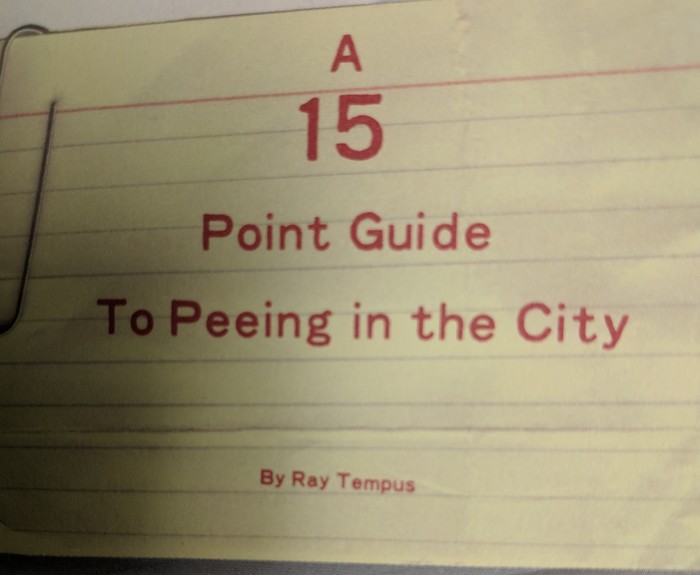 A
15
Point Guide
To Peeing in the City
By Ray Tempus